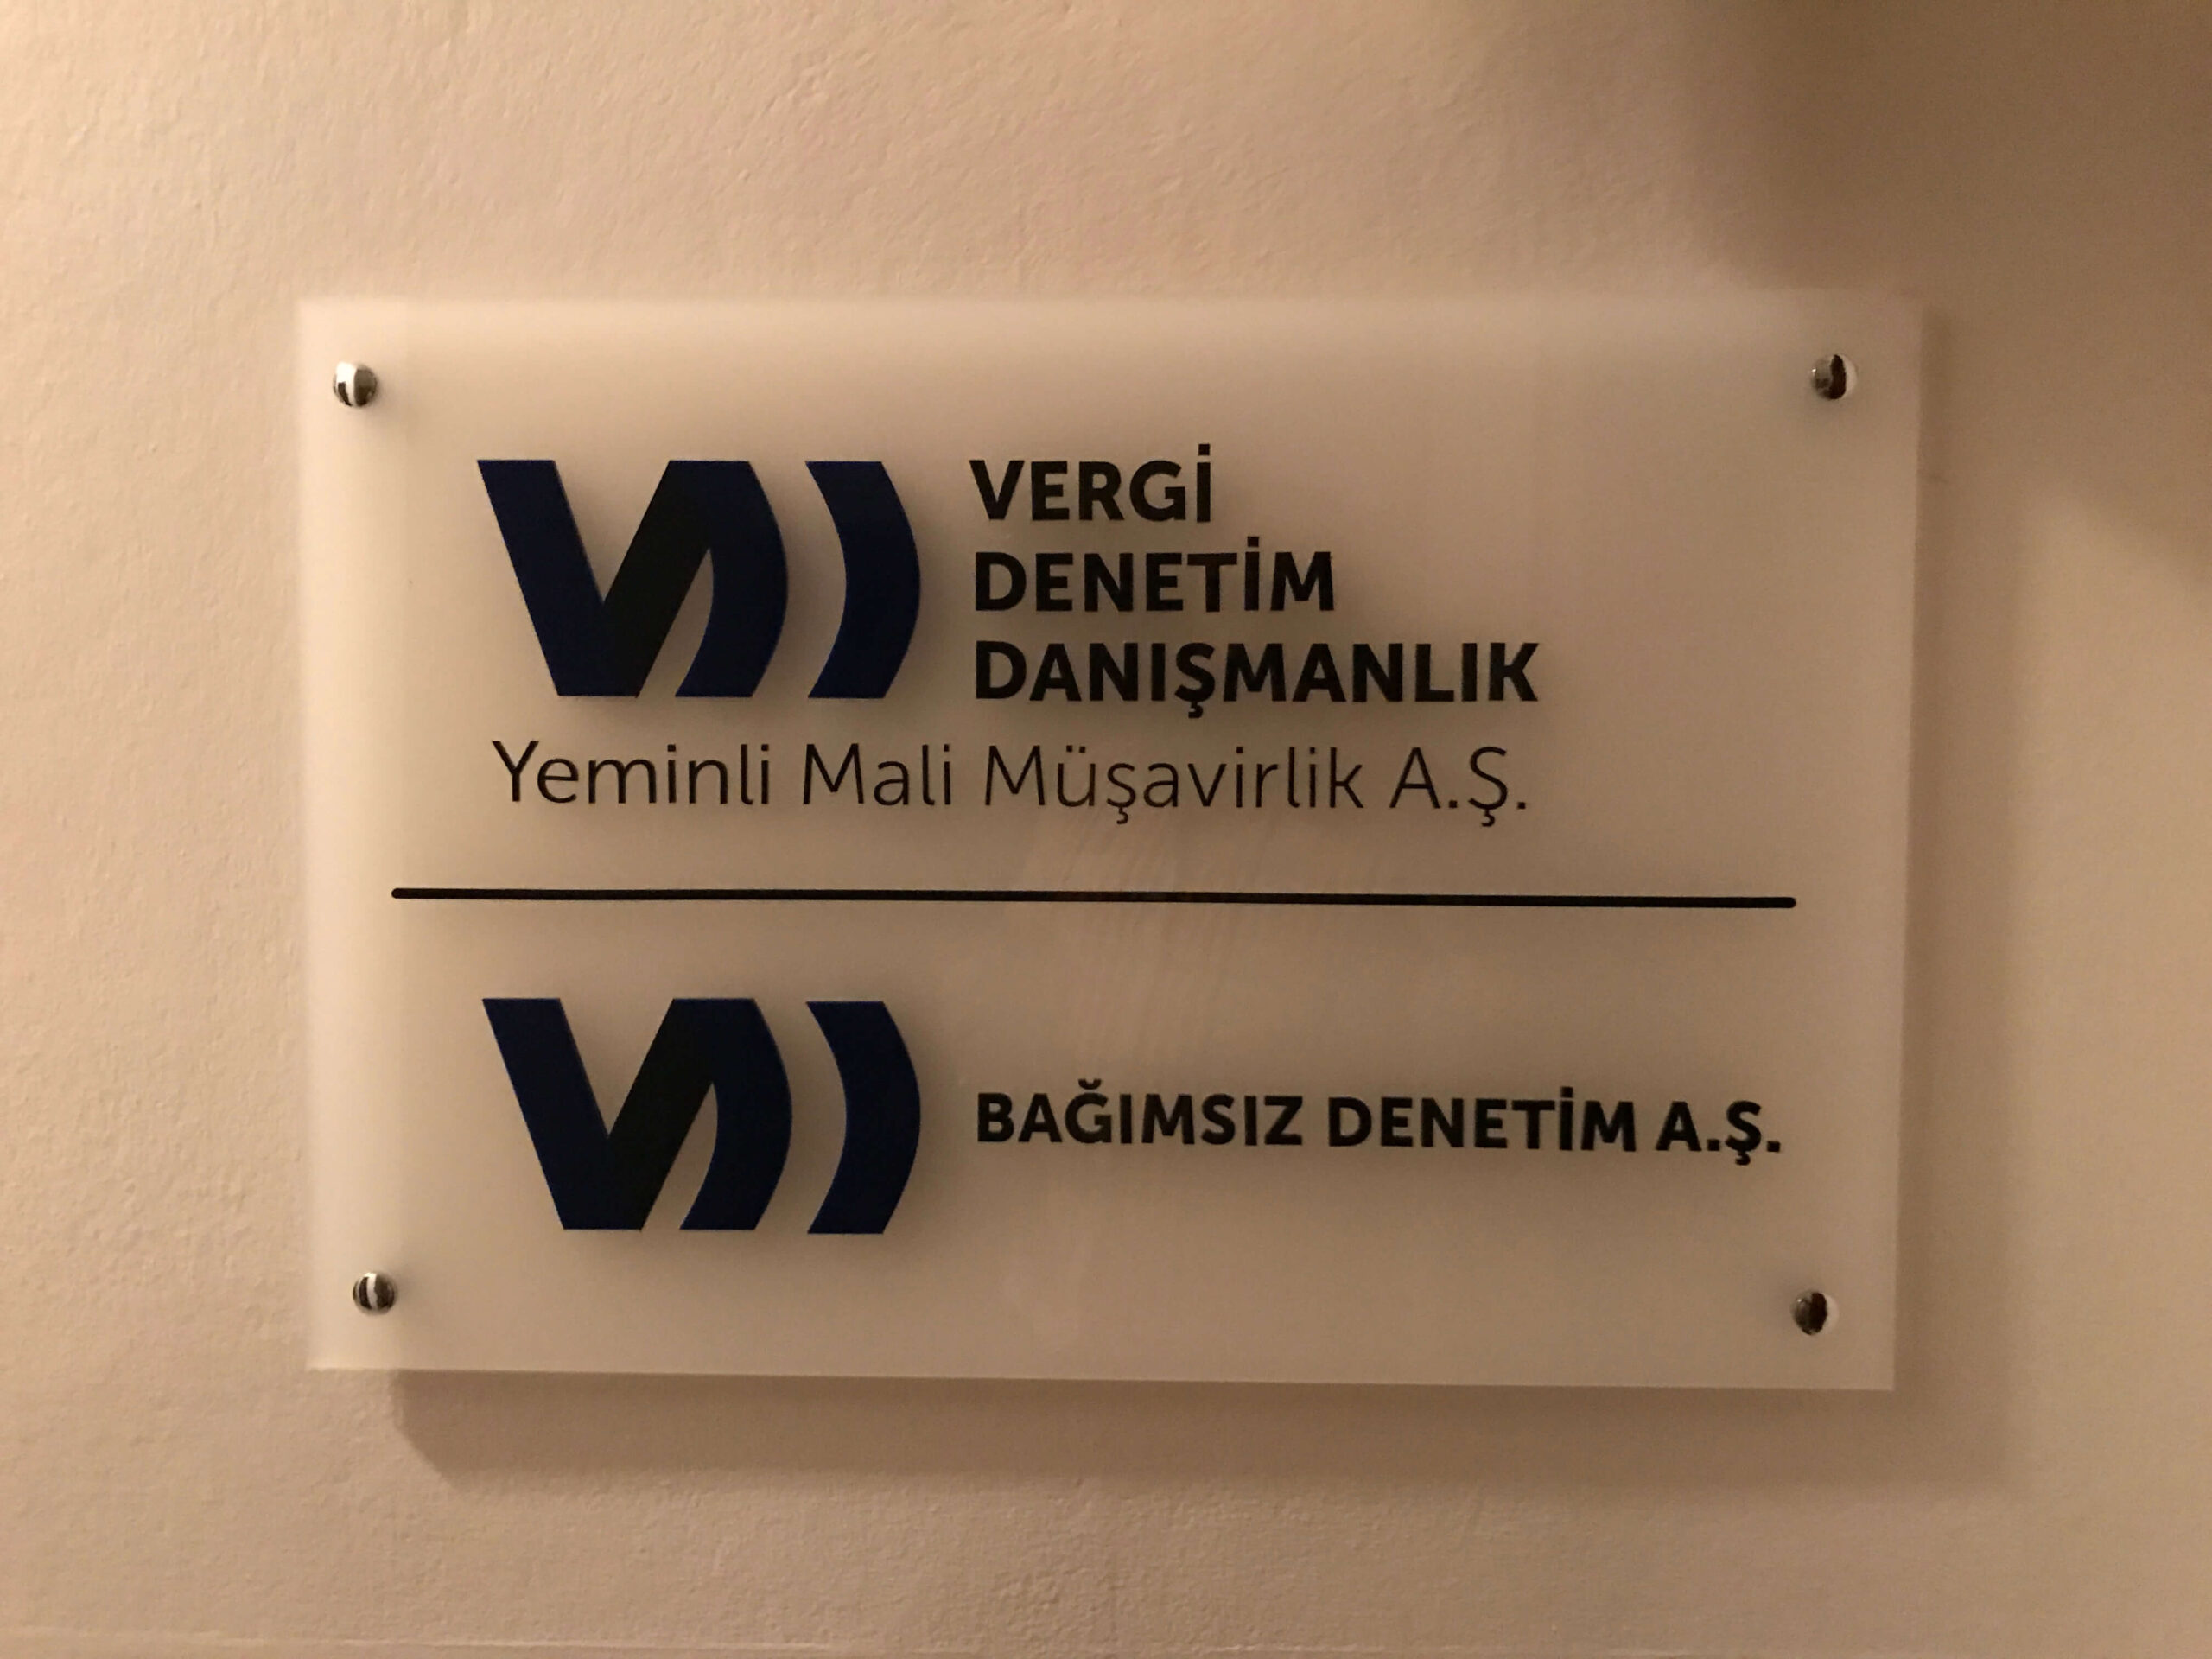 VERGİ
DENETİM
DANIŞMANLIK
Yeminli Mali Müşavirlik A.Ş.
BAĞIMSIZ DENETİM A.Ş.